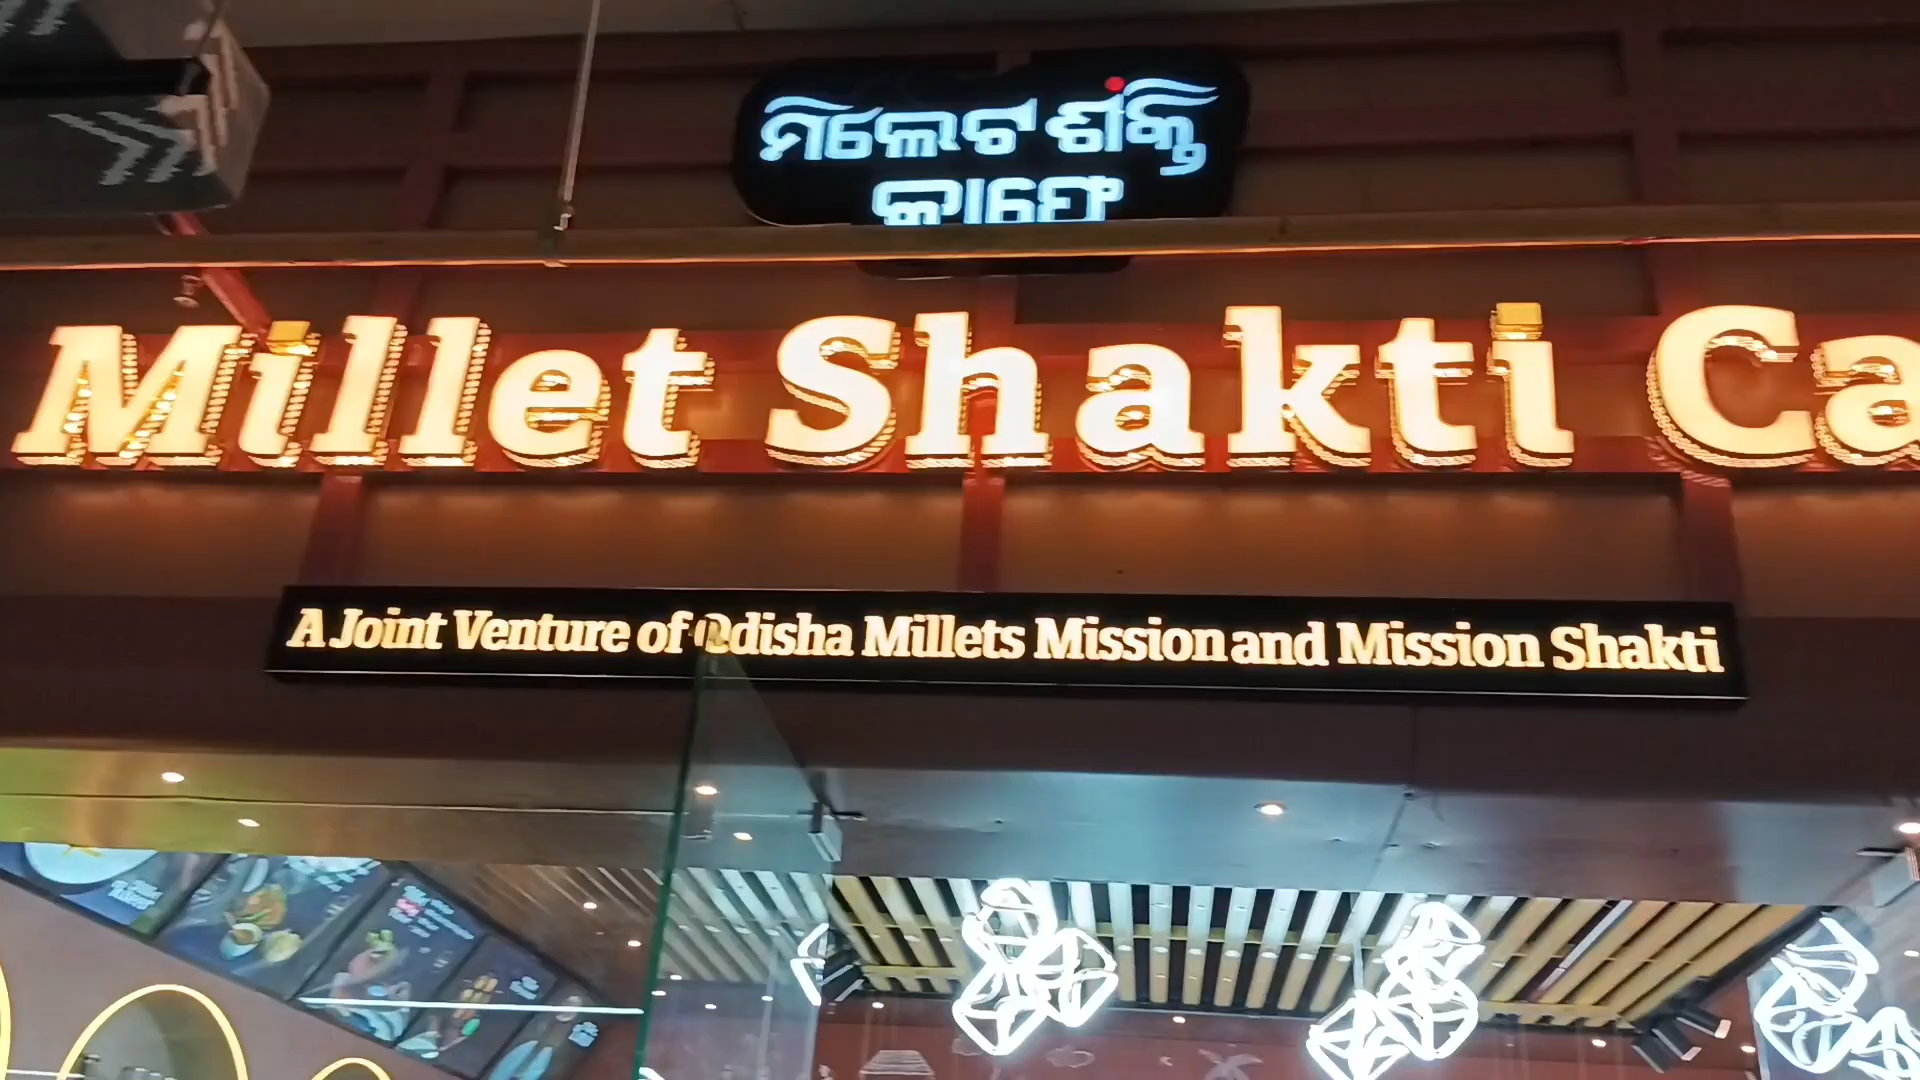 ମିଲେଟ ଶକ୍ତି
କାଫେ
Millet Shakti Ca
A Joint Venture of Odisha Millets Mission and Mission Shakti